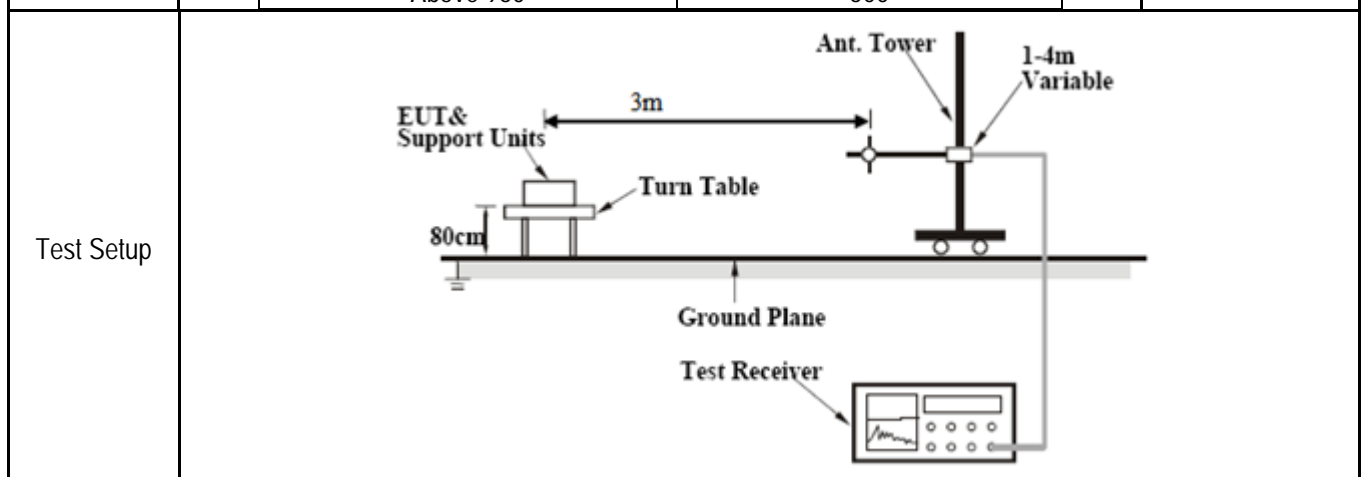 Test Setup
Ant. Tower
1-4m
Variable
3m
EUT&
Support Units
Turn Table
80cm
Ground Plane
Test Receiver